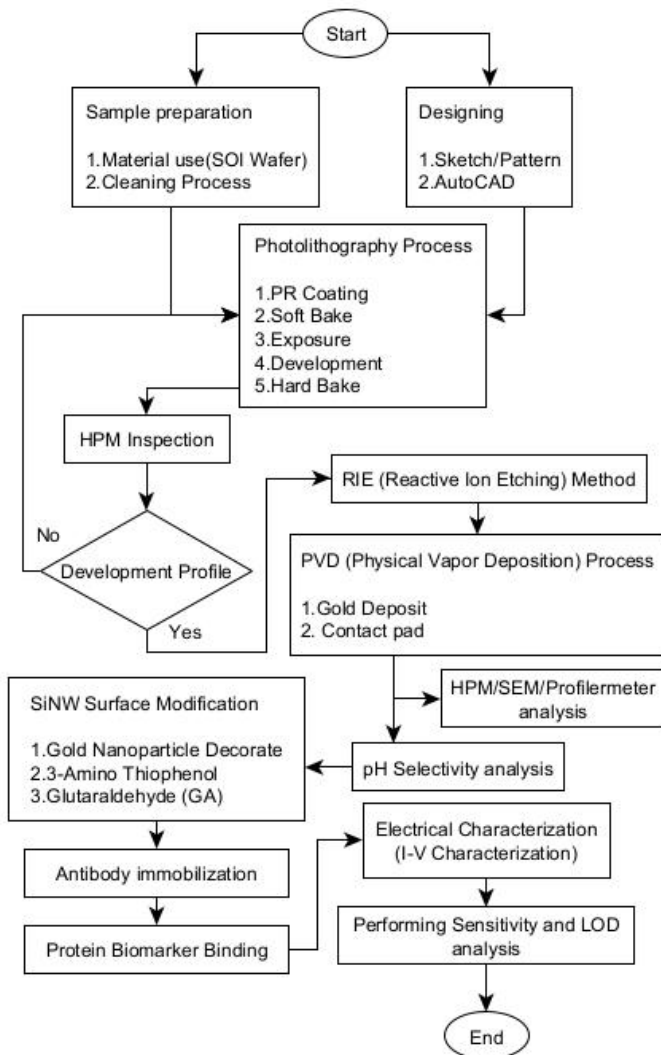 Start
Sample preparation
1.Material use(SOI Wafer)
2.Cleaning Process
Designing
1.Sketch/Pattern
2.AutoCAD
Photolithography Process
1.PR Coating
2.Soft Bake
3.Exposure
4.Development
5.Hard Bake
HPM Inspection
No
Development Profile
Yes
RIE (Reactive Ion Etching) Method
PVD (Physical Vapor Deposition) Process
1.Gold Deposit
2. Contact pad
HPM/SEM/Profilermeter
analysis
pH Selectivity analysis
SiNW Surface Modification
1.Gold Nanoparticle Decorate
2.3-Amino Thiophenol
3.Glutaraldehyde (GA)
Antibody immobilization
Protein Biomarker Binding
Electrical Characterization
(I-V Characterization)
Performing Sensitivity and LOD
analysis
End